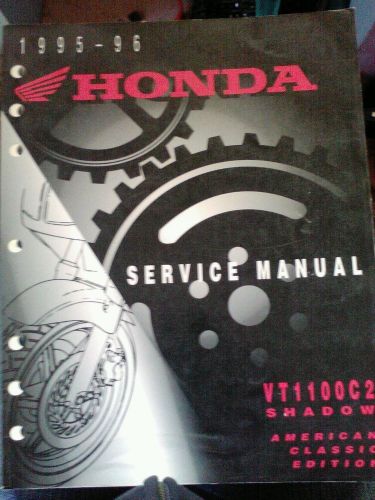 1995-96
HONDA
SERVICE MANUAL
VT1100C2
SHADOW
AMERICAN
CLASSIC
EDITION